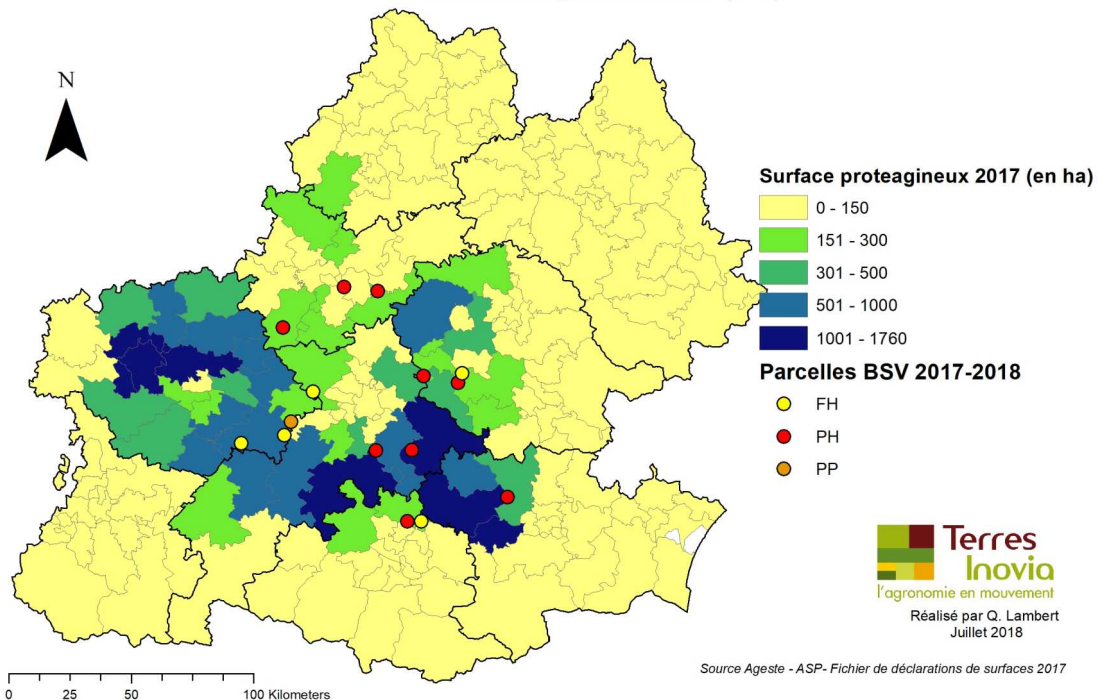 N
Surface proteagineux 2017 (en ha)
0 - 150
151 - 300
301 - 500
501 - 1000
1001 - 1760
Parcelles BSV 2017-2018
FH
PH
PP
Terres
Inovia
l'agronomie en mouvement
Réalisé par Q. Lambert
Juillet 2018
Source Ageste - ASP- Fichier de déclarations de surfaces 2017
0 25 50 100 Kilometers